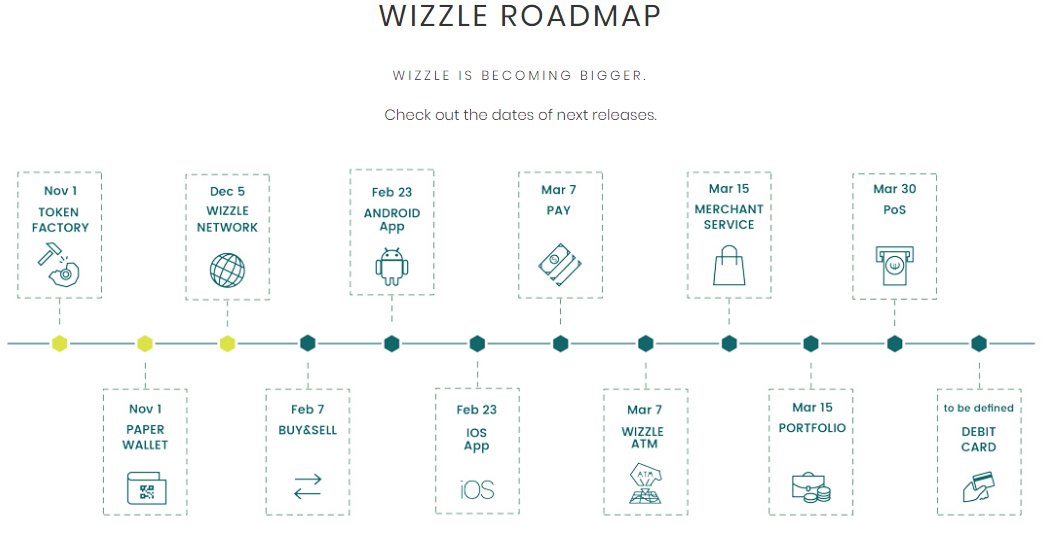 WIZZLE ROADMAP
WIZZLE IS BECOMING BIGGER.
Check out the dates of next releases.
Nov 1
TOKEN
FACTORY
Dec 5
WIZZLE
NETWORK
Feb 23
ANDROID
App
Mar 7
PAY
Mar 15
MERCHANT
SERVICE
Mar 30
PoS
Nov 1
PAPER
WALLET
Feb 7
BUY&SELL
Feb 23
IOS
App
iOS
Mar 7
WIZZLE
ATM
ATM
Mar 15
PORTFOLIO
to be defined
DEBIT
CARD